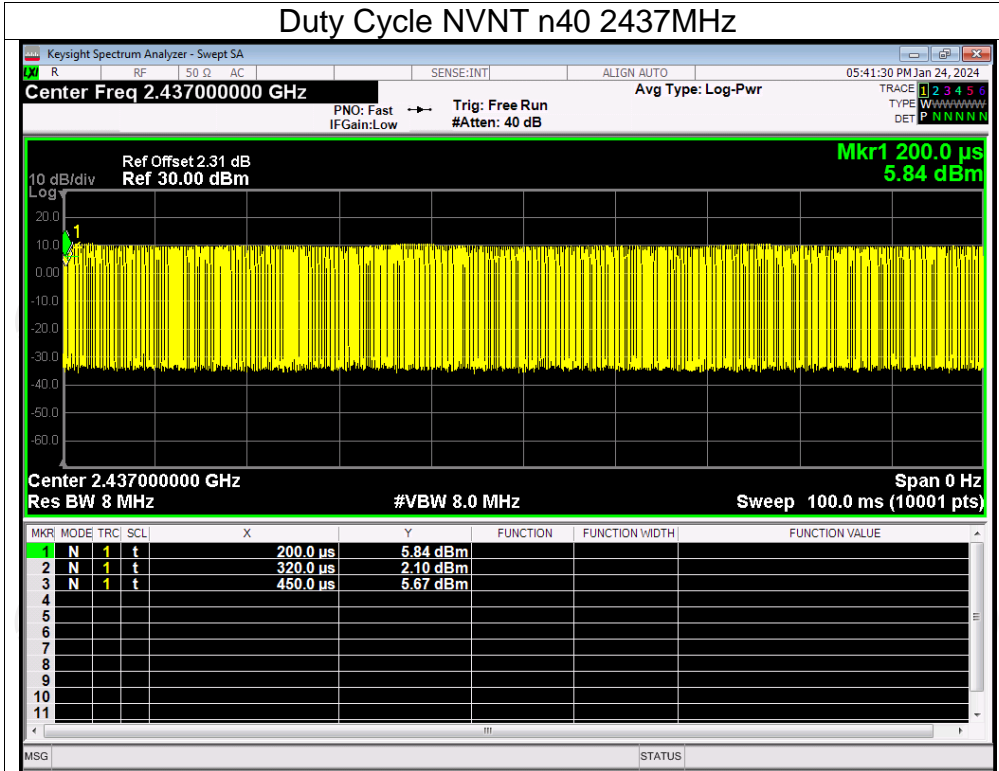 Duty Cycle NVNT n40 2437MHz
Keysight Spectrum Analyzer - Swept SA
LXI R RF 50 Ω AC SENSE:INT ALIGN AUTO 05:41:30 PM Jan 24, 2024
Center Freq 2.437000000 GHz Avg Type: Log-Pwr TRACE 1 2 3 4 5 6
PNO: Fast Trig: Free Run TYPE WWWWWW
IFGain:Low #Atten: 40 dB DET P N N N N N
Mkr1 200.0 µs
5.84 dBm
Ref Offset 2.31 dB
10 dB/div Ref 30.00 dBm
Log
20.0
1
10.0
0.00
-10.0
-20.0
-30.0
-40.0
-50.0
-60.0
Center 2.437000000 GHz Span 0 Hz
Res BW 8 MHz #VBW 8.0 MHz Sweep 100.0 ms (10001 pts)
MKR MODE TRC SCL X Y FUNCTION FUNCTION WIDTH FUNCTION VALUE
1 N 1 t 200.0 µs 5.84 dBm
2 N 1 t 320.0 µs 2.10 dBm
3 N 1 t 450.0 µs 5.67 dBm
4
5
6
7
8
9
10
11
MSG STATUS